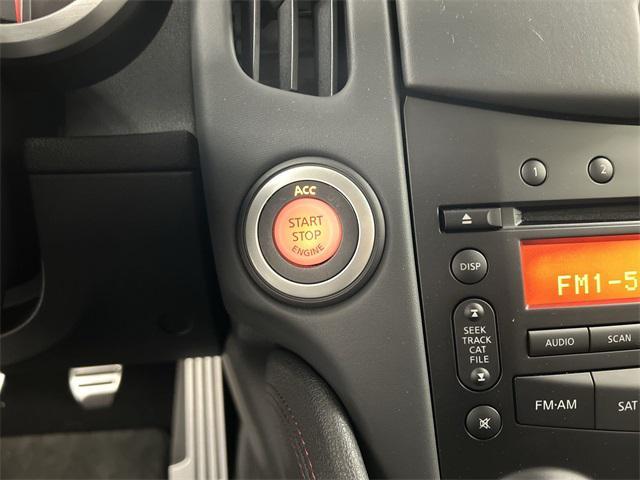 ACC
START
STOP
ENGINE
1
2
DISP
FM1-5
SEEK
TRACK
CAT
FILE
AUDIO
SCAN
FM·AM
SAT